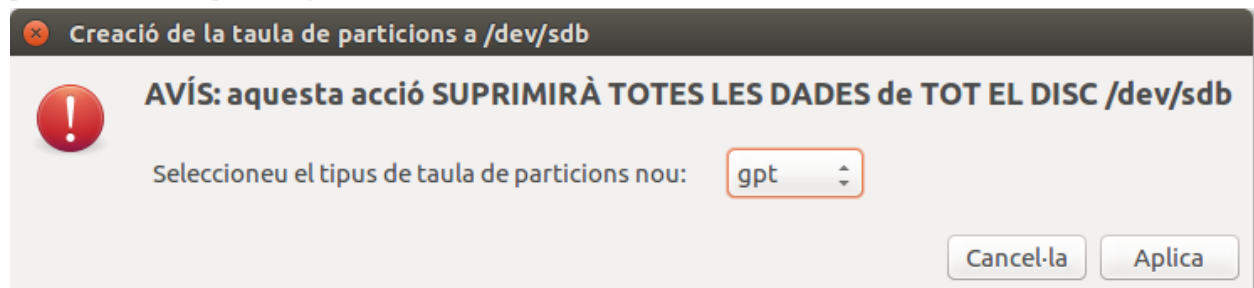 Creació de la taula de particions a /dev/sdb
AVÍS: aquesta acció SUPRIMIRÀ TOTES LES DADES de TOT EL DISC /dev/sdb
Seleccioneu el tipus de taula de particions nou: gpt
Cancel·la Aplica